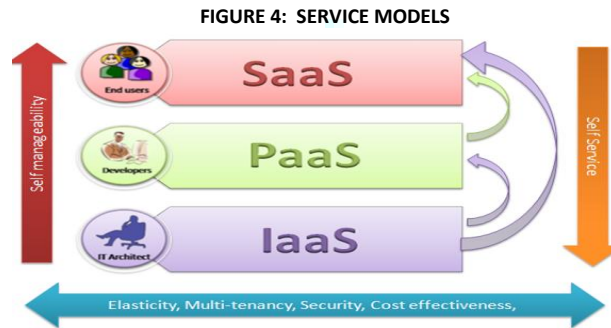 FIGURE 4: SERVICE MODELS
SaaS
End users
PaaS
Developers
IaaS
IT Architect
Self manageability
Self Service
Elasticity, Multi-tenancy, Security, Cost effectiveness,